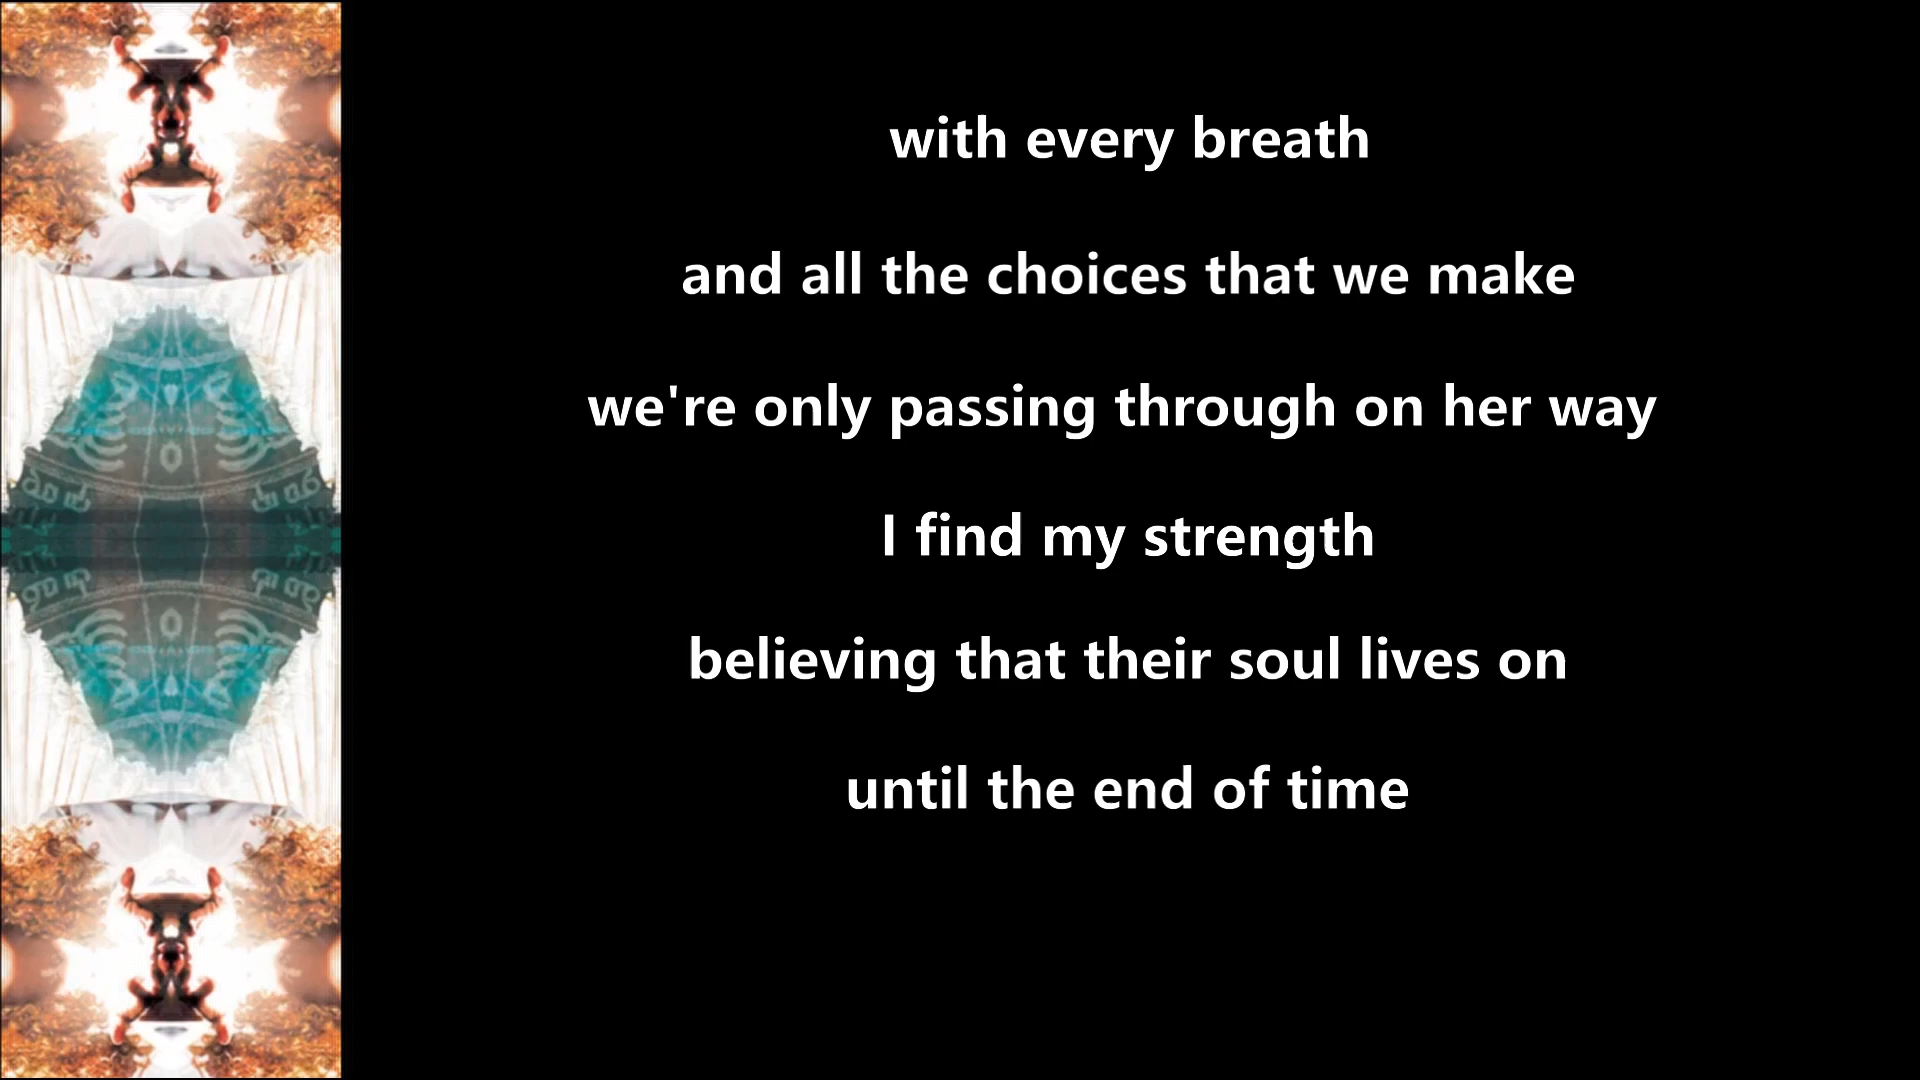 with every breath
and all the choices that we make
we're only passing through on her way
I find my strength
believing that their soul lives on
until the end of time